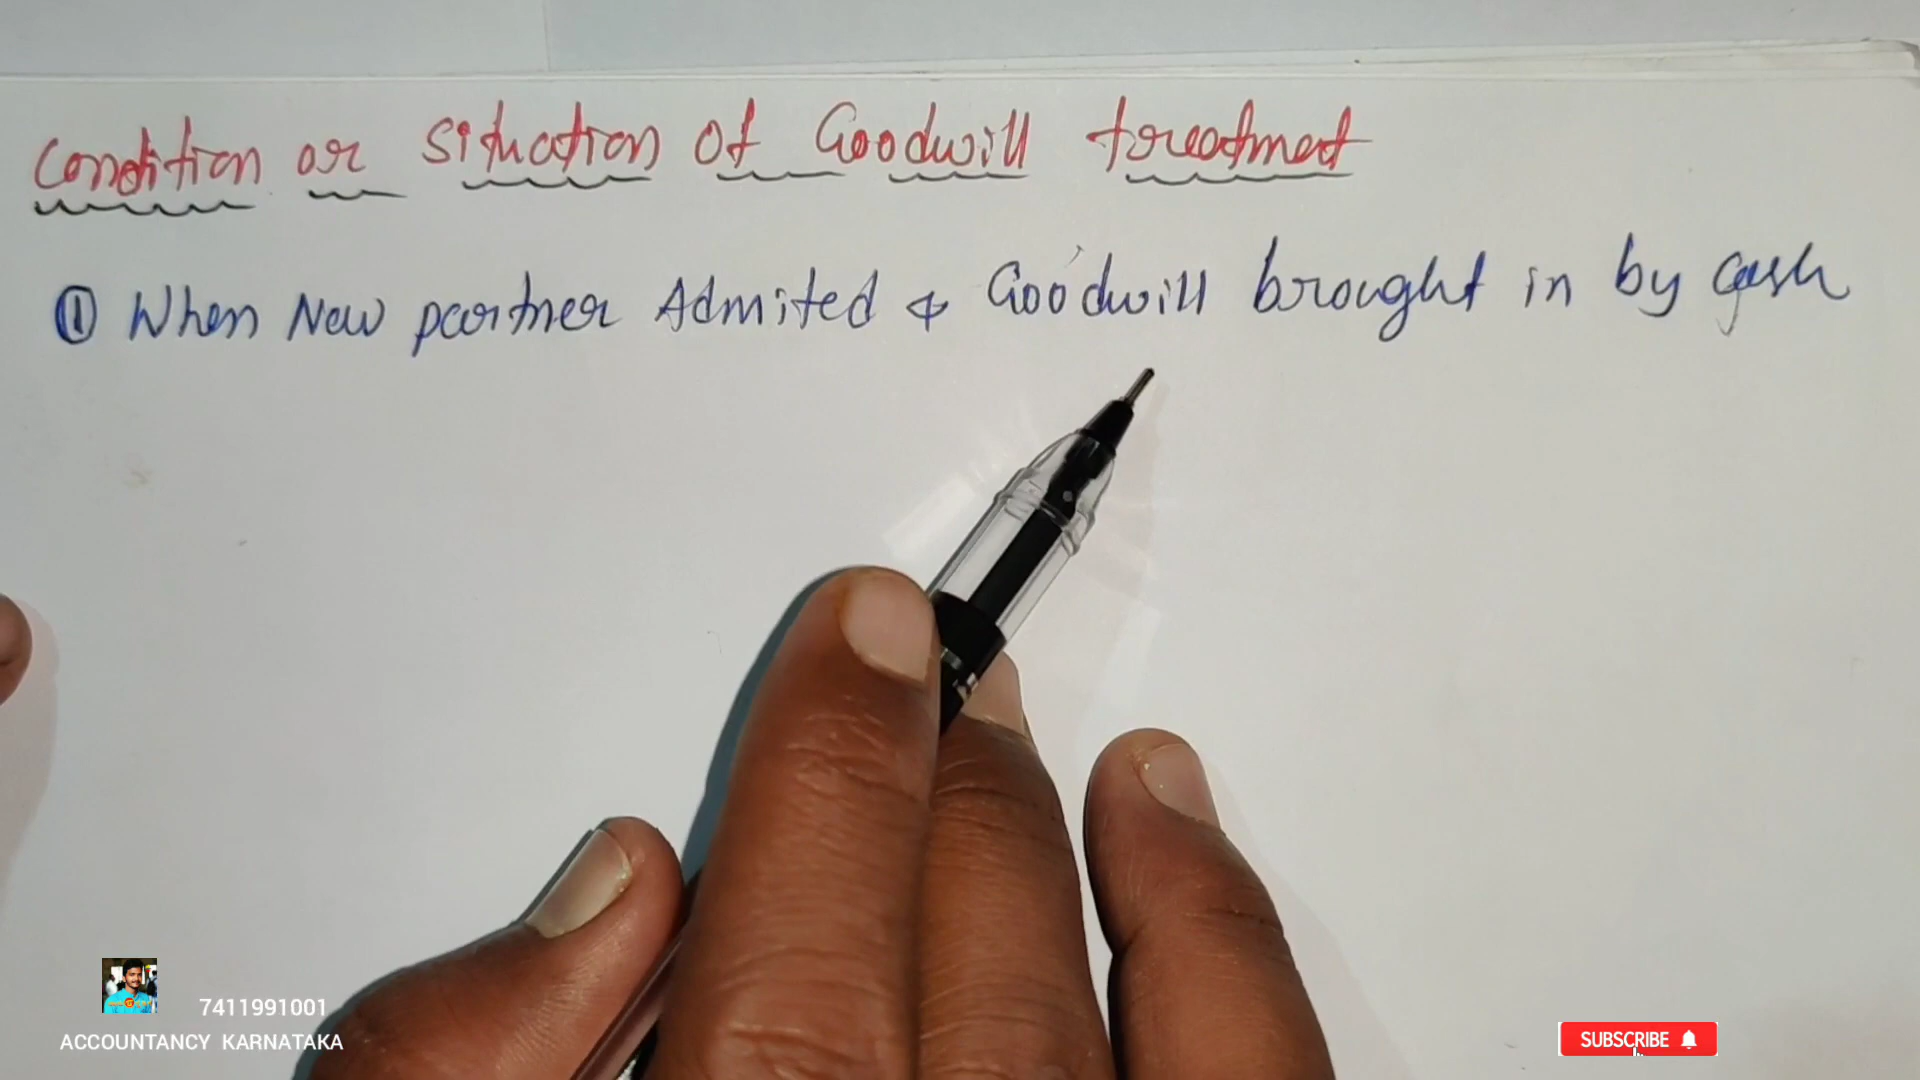 Condition or situation of Goodwill treatment
① When New partner Admited & Goodwill brought in by cash
7411991001
ACCOUNTANCY KARNATAKA
SUBSCRIBE